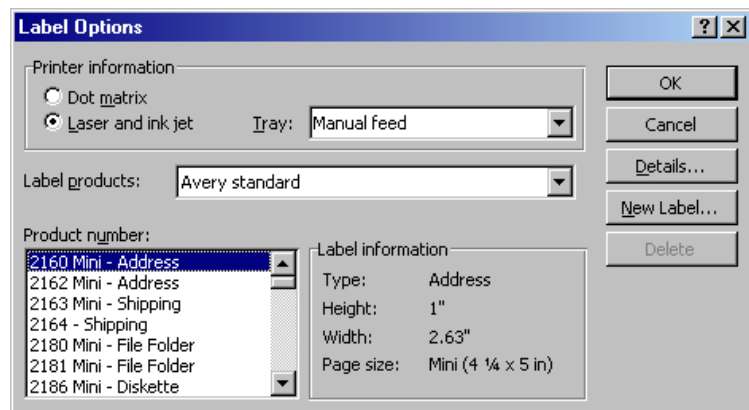 Label Options
Printer information
Dot matrix
Laser and ink jet Tray: Manual feed
Label products: Avery standard
Product number:
2160 Mini - Address
2162 Mini - Address
2163 Mini - Shipping
2164 - Shipping
2180 Mini - File Folder
2181 Mini - File Folder
2186 Mini - Diskette
Label information
Type: Address
Height: 1"
Width: 2.63"
Page size: Mini (4 ¼ x 5 in)
OK
Cancel
Details...
New Label...
Delete